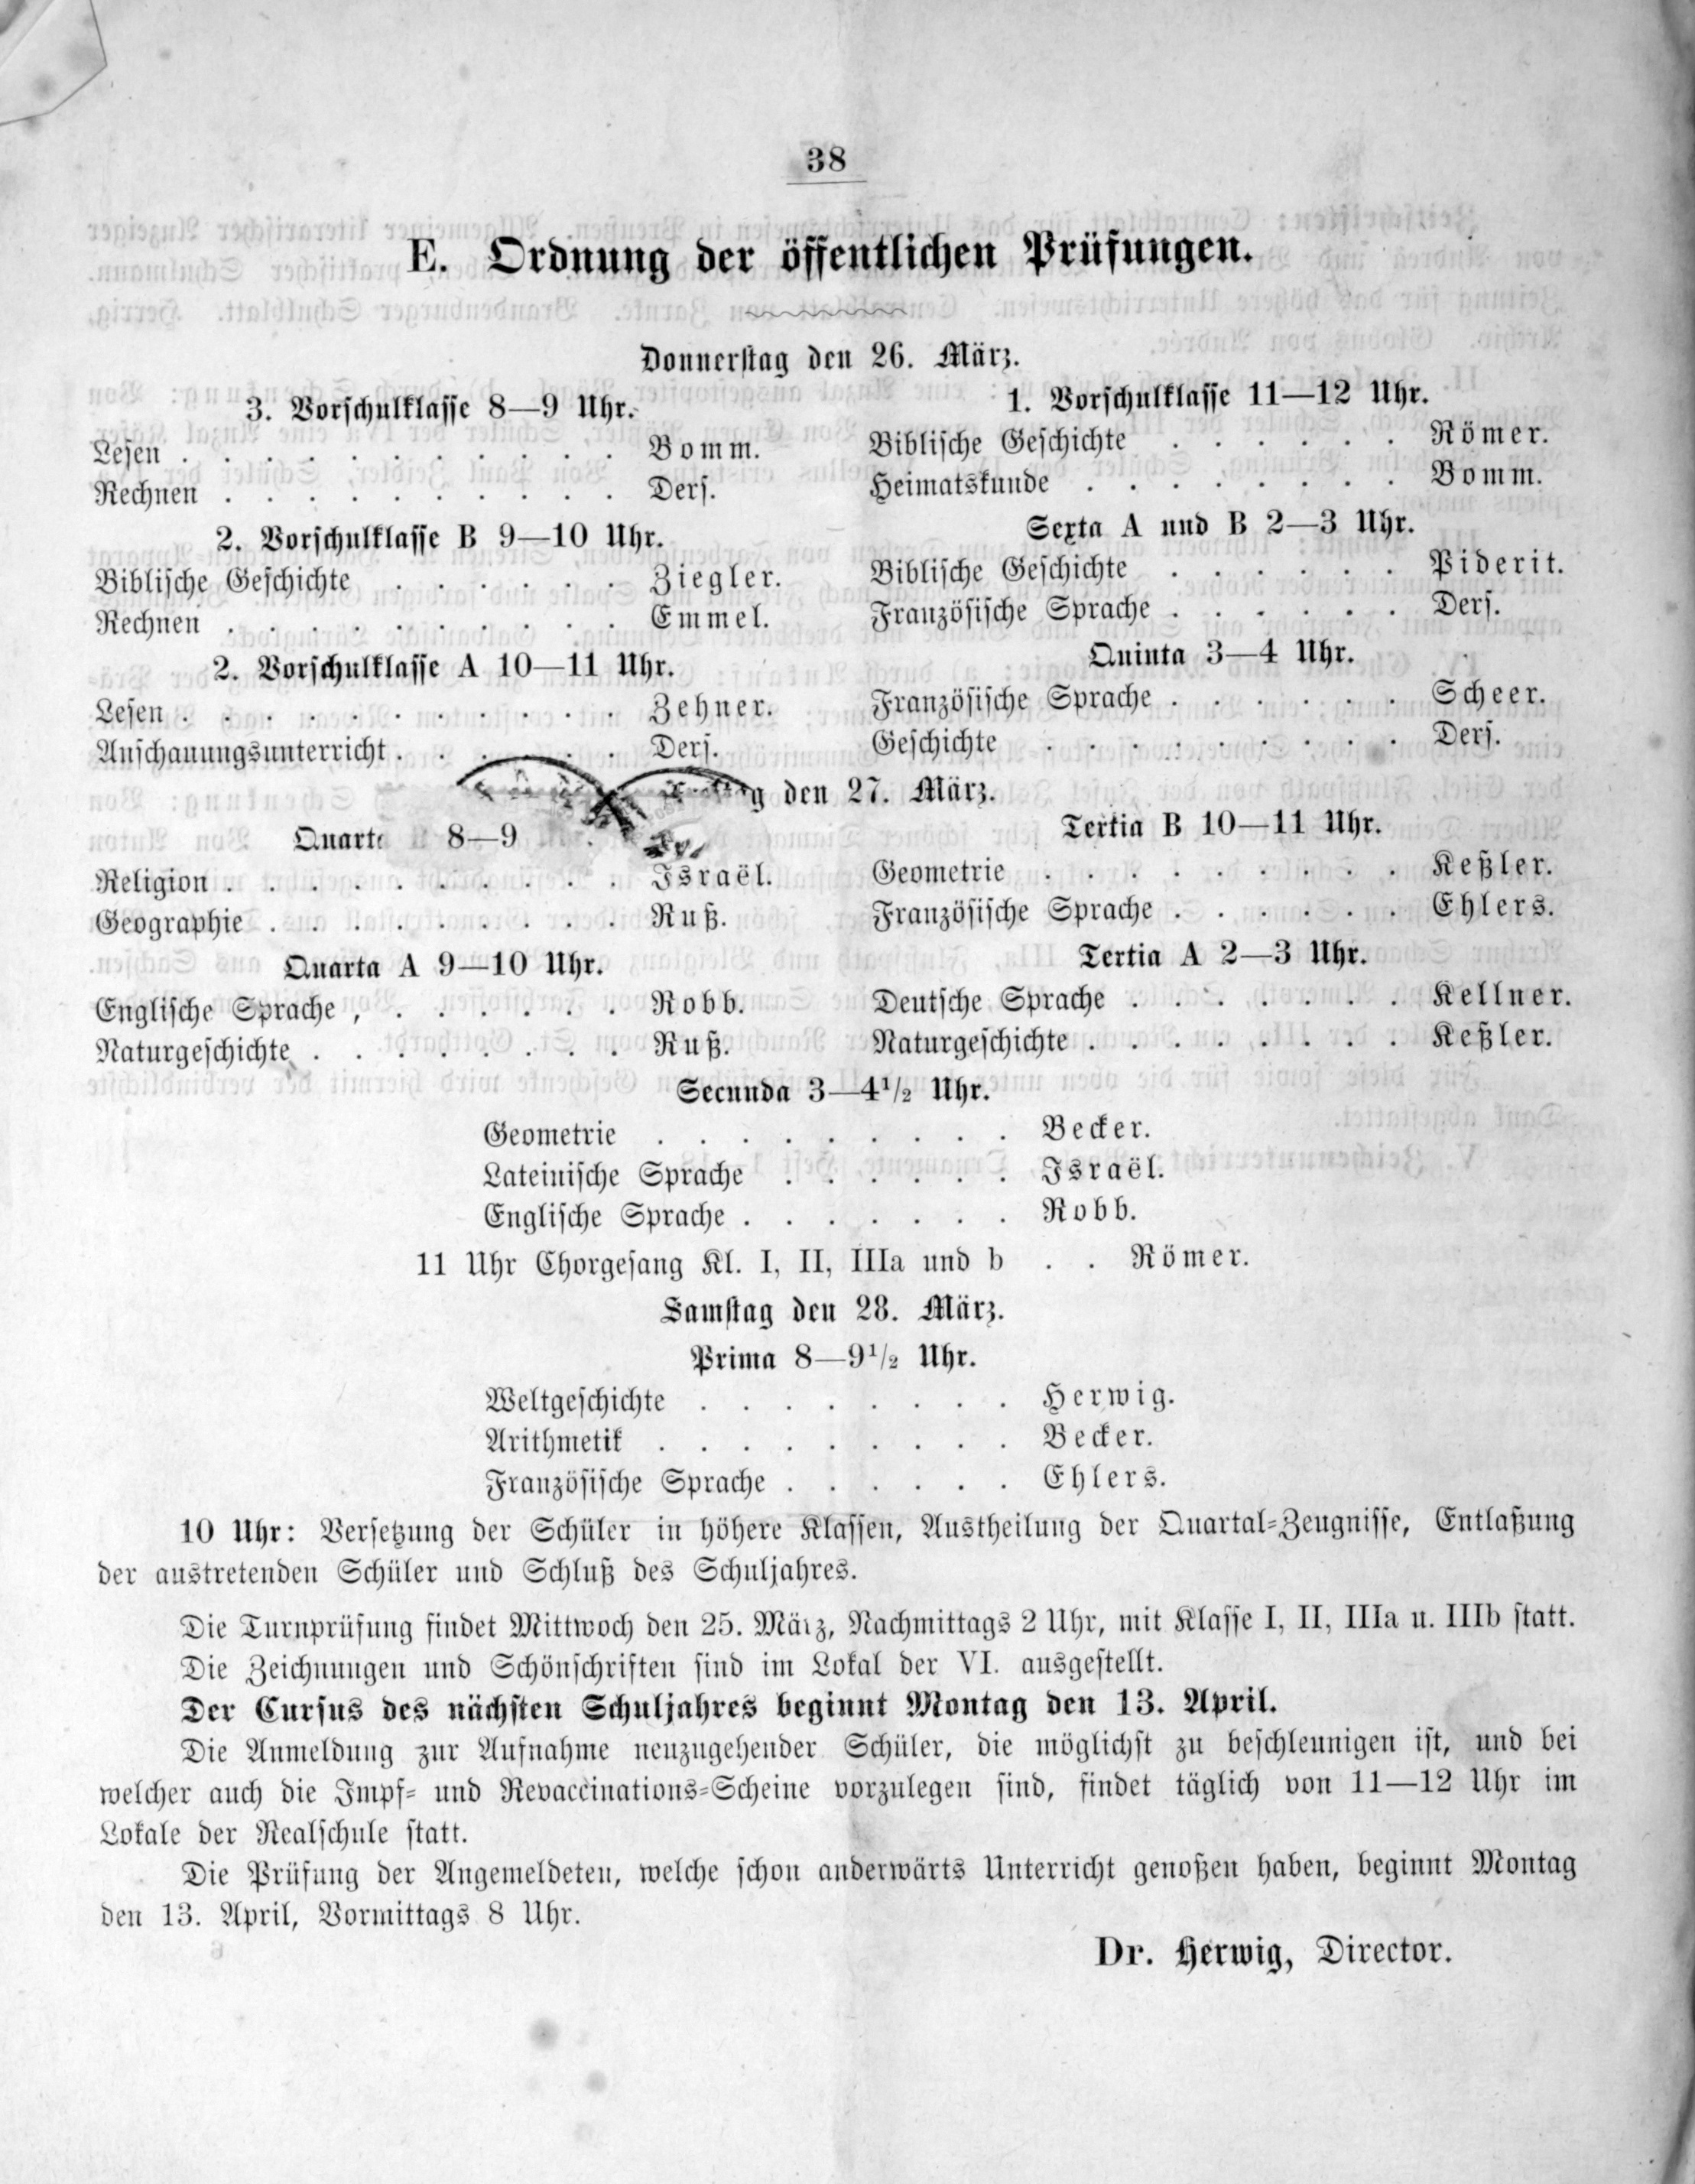 38
E. Ordnung der öffentlichen Prüfungen.
Donnerstag den 26. März.
3. Vorschulklasse 8—9 Uhr.
Lesen . . . . . . . . . . . Bomm.
Rechnen . . . . . . . . . . Ders.
2. Vorschulklasse B 9—10 Uhr.
Biblische Geschichte . . . . . . Ziegler.
Rechnen . . . . . . . . . . Emmel.
2. Vorschulklasse A 10—11 Uhr.
Lesen . . . . . . . . . . . Zehner.
Anschauungsunterricht . . . . . . Ders.
1. Vorschulklasse 11—12 Uhr.
Biblische Geschichte . . . . . . Römer.
Heimatskunde . . . . . . . . Bomm.
Sexta A und B 2—3 Uhr.
Biblische Geschichte . . . . . . Piderit.
Französische Sprache . . . . . . Ders.
Quinta 3—4 Uhr.
Französische Sprache . . . . . . Scheer.
Geschichte . . . . . . . . . Ders.
den 27. März.
8—9
Religion . . . . . . . . . . Israël.
Geographie . . . . . . . . . Ruß.
Quarta A 9—10 Uhr.
Englische Sprache , . . . . . . Robb.
Naturgeschichte . . . . . . . . Ruß.
Tertia B 10—11 Uhr.
Geometrie . . . . . . . . . Keßler.
Französische Sprache . . . . . . Ehlers.
Tertia A 2—3 Uhr.
Deutsche Sprache . . . . . . . Kellner.
Naturgeschichte . . . . . . . . Keßler.
Secunda 3—4½ Uhr.
Geometrie . . . . . . . . . Becker.
Lateinische Sprache . . . . . . Israël.
Englische Sprache . . . . . . . Robb.
11 Uhr Chorgesang Kl. I, II, IIIa und b . . Römer.
Samstag den 28. März.
Prima 8—9½ Uhr.
Weltgeschichte . . . . . . . . Herwig.
Arithmetik . . . . . . . . . Becker.
Französische Sprache . . . . . . Ehlers.
10 Uhr: Versetzung der Schüler in höhere Klassen, Austheilung der Quartal-Zeugnisse, Entlaßung
der austretenden Schüler und Schluß des Schuljahres.
Die Turnprüfung findet Mittwoch den 25. März, Nachmittags 2 Uhr, mit Klasse I, II, IIIa u. IIIb statt.
Die Zeichnungen und Schönschriften sind im Lokal der VI. ausgestellt.
Der Cursus des nächsten Schuljahres beginnt Montag den 13. April.
Die Anmeldung zur Aufnahme neuzugehender Schüler, die möglichst zu beschleunigen ist, und bei
welcher auch die Impf- und Revaccinations-Scheine vorzulegen sind, findet täglich von 11—12 Uhr im
Lokale der Realschule statt.
Die Prüfung der Angemeldeten, welche schon anderwärts Unterricht genoßen haben, beginnt Montag
den 13. April, Vormittags 8 Uhr.
Dr. Herwig, Director.